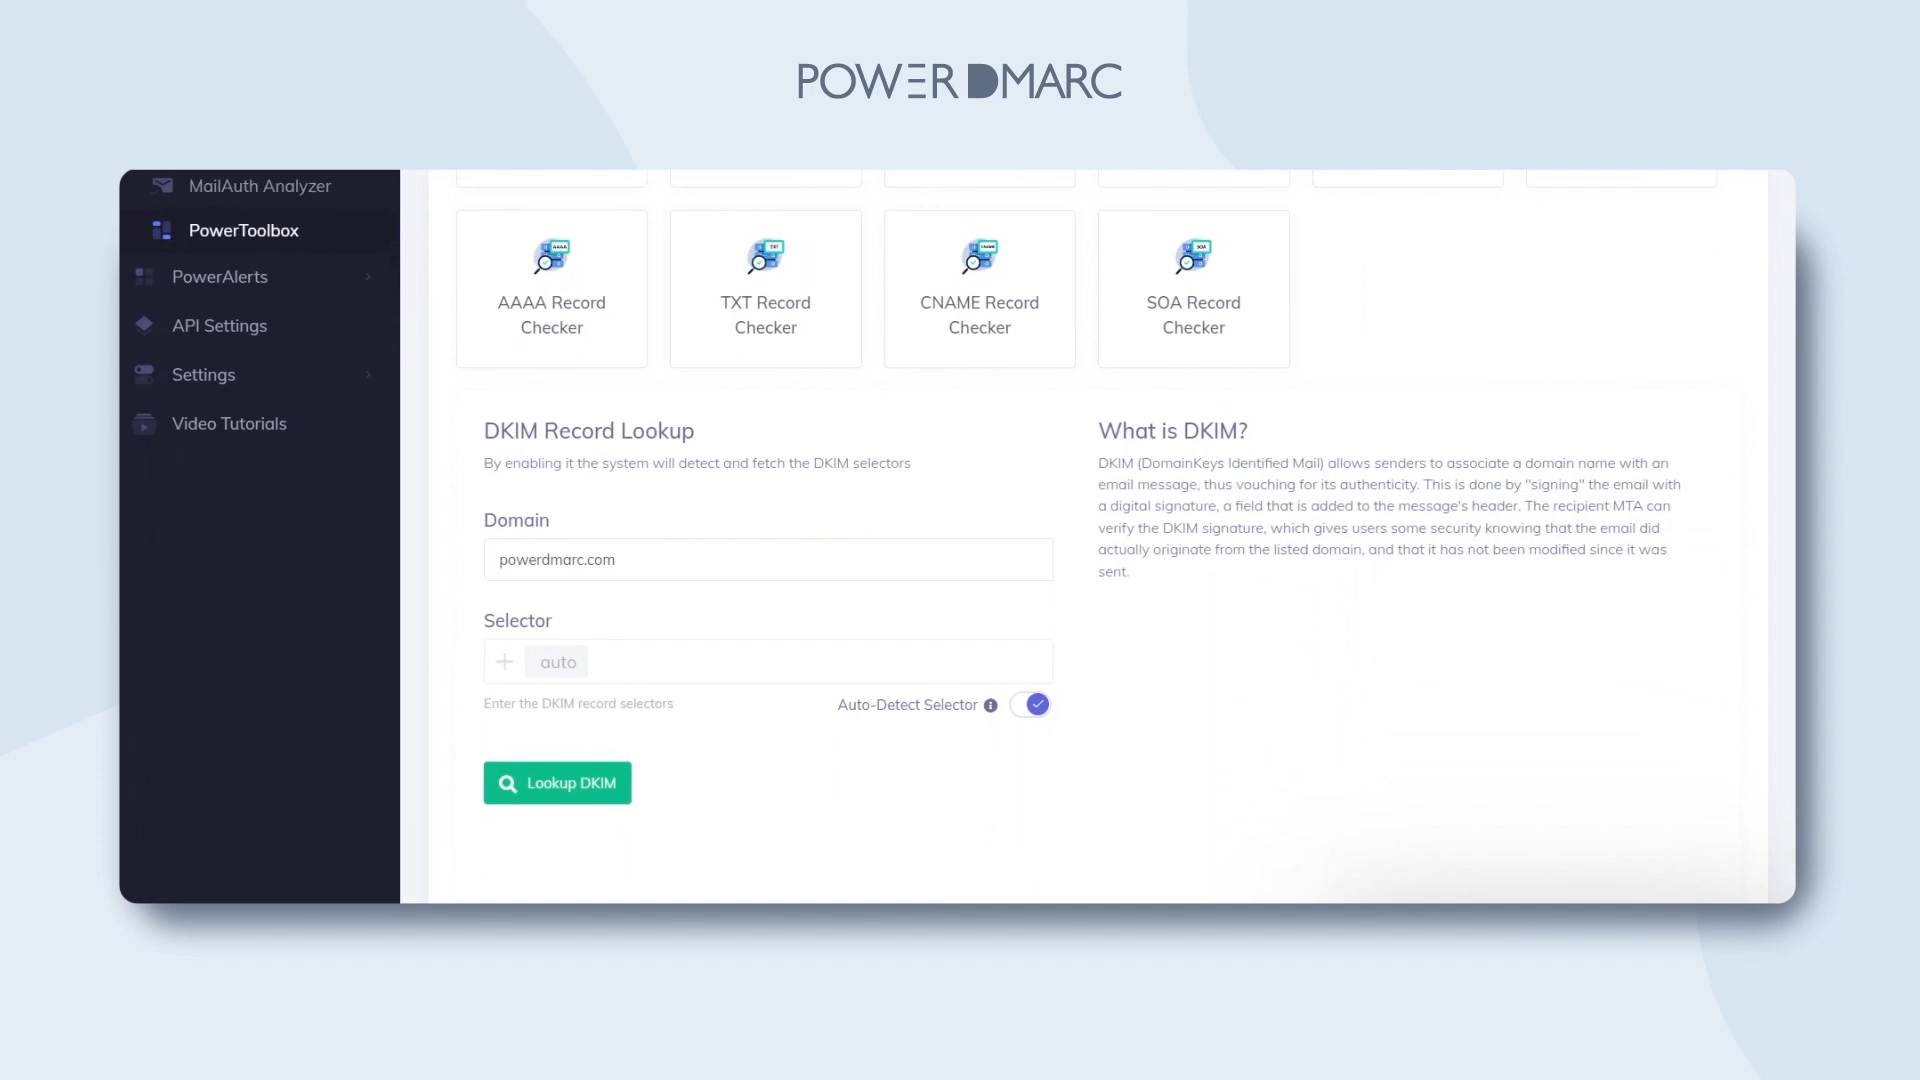 POWER DMARC
MailAuth Analyzer
PowerToolbox
PowerAlerts
API Settings
Settings
Video Tutorials
AAAA
AAAA Record
Checker
TXT
TXT Record
Checker
CNAME
CNAME Record
Checker
SOA
SOA Record
Checker
DKIM Record Lookup
By enabling it the system will detect and fetch the DKIM selectors
Domain
powerdmarc.com
Selector
auto
Enter the DKIM record selectors
Auto-Detect Selector
Lookup DKIM
What is DKIM?
DKIM (DomainKeys Identified Mail) allows senders to associate a domain name with an
email message, thus vouching for its authenticity. This is done by "signing" the email with
a digital signature, a field that is added to the message's header. The recipient MTA can
verify the DKIM signature, which gives users some security knowing that the email did
actually originate from the listed domain, and that it has not been modified since it was
sent.